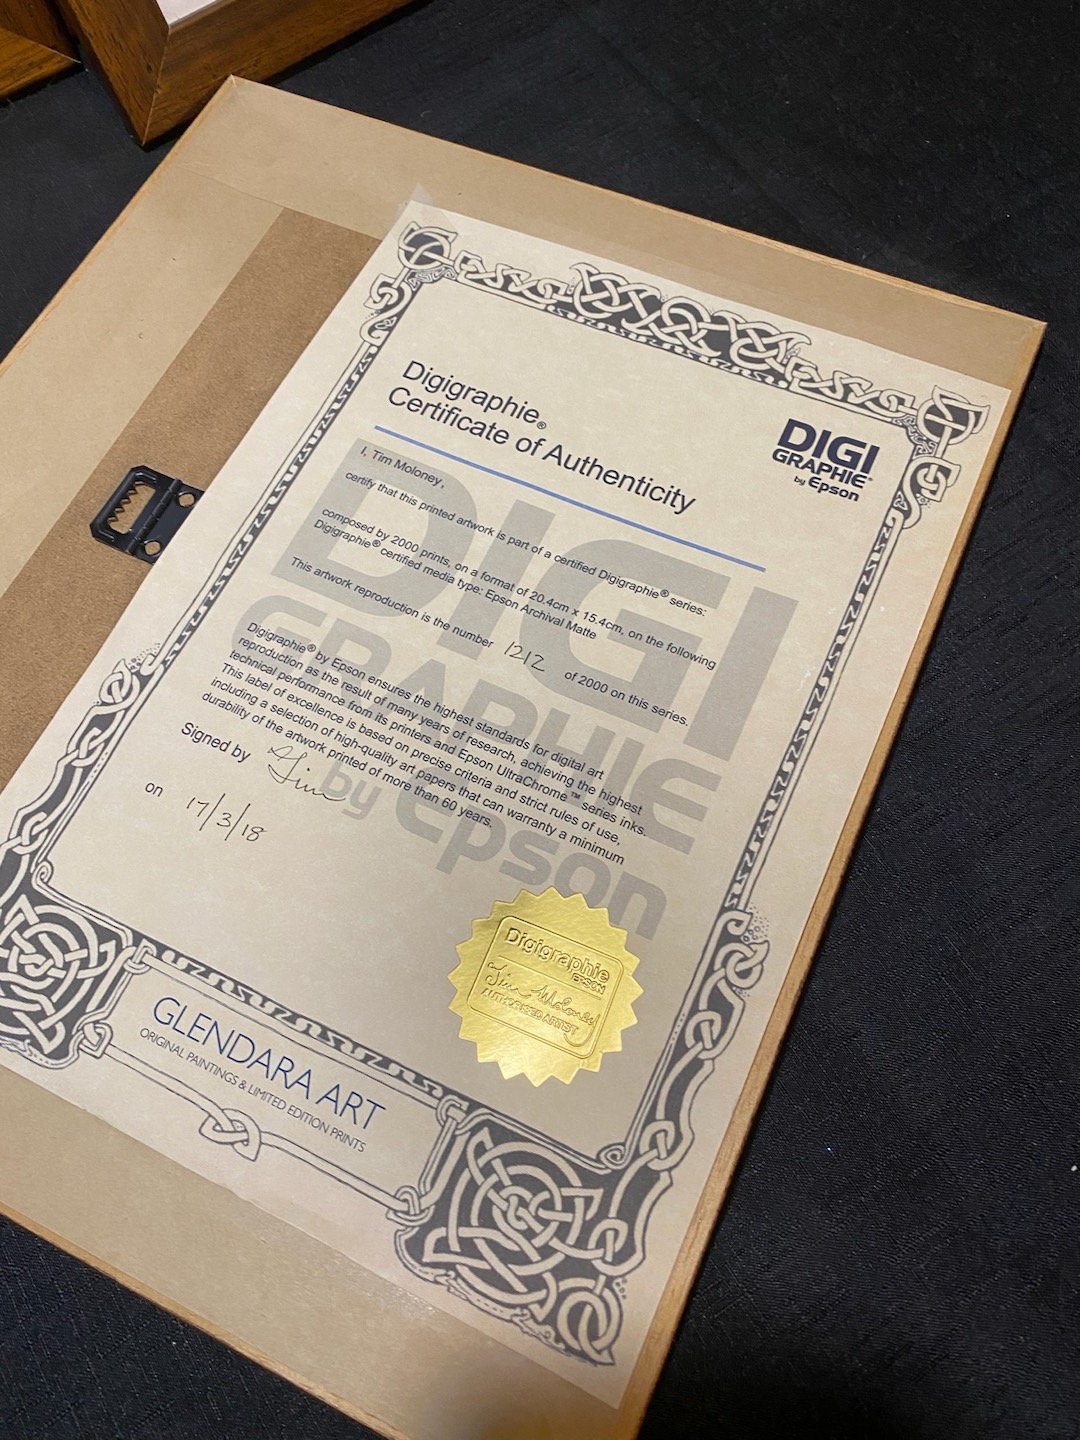 Digigraphie®
Certificate of Authenticity
DIGI
GRAPHIE®
by Epson
I, Tim Moloney,
certify that this printed artwork is part of a certified Digigraphie® series:
composed by 2000 prints, on a format of 20.4cm x 15.4cm, on the following
Digigraphie® certified media type: Epson Archival Matte
This artwork reproduction is the number 1212 of 2000 on this series.
Digigraphie® by Epson ensures the highest standards for digital art
reproduction as the result of many years of research, achieving the highest
technical performance from its printers and Epson UltraChrome™ series inks.
This label of excellence is based on precise criteria and strict rules of use,
including a selection of high-quality art papers that can warranty a minimum
durability of the artwork printed of more than 60 years.
Signed by Tim
on 17/3/18
DIGI
GRAPHIE
by Epson
Digigraphie
EPSON
Tim Moloney
AUTHORISED ARTIST
GLENDARA ART
ORIGINAL PAINTINGS & LIMITED EDITION PRINTS